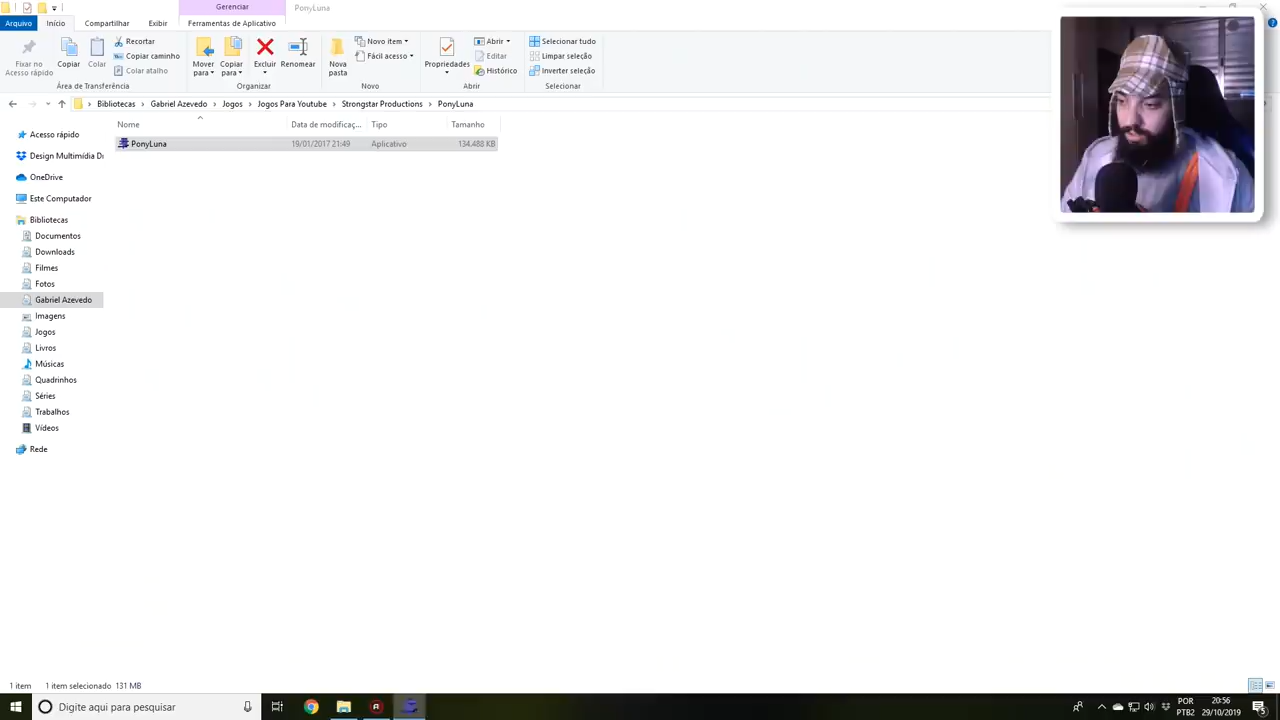 Gerenciar
PonyLuna
Arquivo
Início
Compartilhar
Exibir
Ferramentas de Aplicativo
Fixar no
Acesso rápido
Copiar
Colar
Recortar
Copiar caminho
Colar atalho
Área de Transferência
Mover
para
Copiar
para
Excluir
Renomear
Organizar
Nova
pasta
Novo item
Fácil acesso
Novo
Propriedades
Abrir
Editar
Histórico
Abrir
Selecionar tudo
Limpar seleção
Inverter seleção
Selecionar
Bibliotecas
Gabriel Azevedo
Jogos
Jogos Para Youtube
Strongstar Productions
PonyLuna
Nome
Data de modificaç...
Tipo
Tamanho
PonyLuna
19/01/2017 21:49
Aplicativo
134.488 KB
Acesso rápido
Design Multimídia Dr
OneDrive
Este Computador
Bibliotecas
Documentos
Downloads
Filmes
Fotos
Gabriel Azevedo
Imagens
Jogos
Livros
Músicas
Quadrinhos
Séries
Trabalhos
Vídeos
Rede
1 item
1 item selecionado 131 MB
Digite aqui para pesquisar
POR
PTB2
20:56
29/10/2019
5